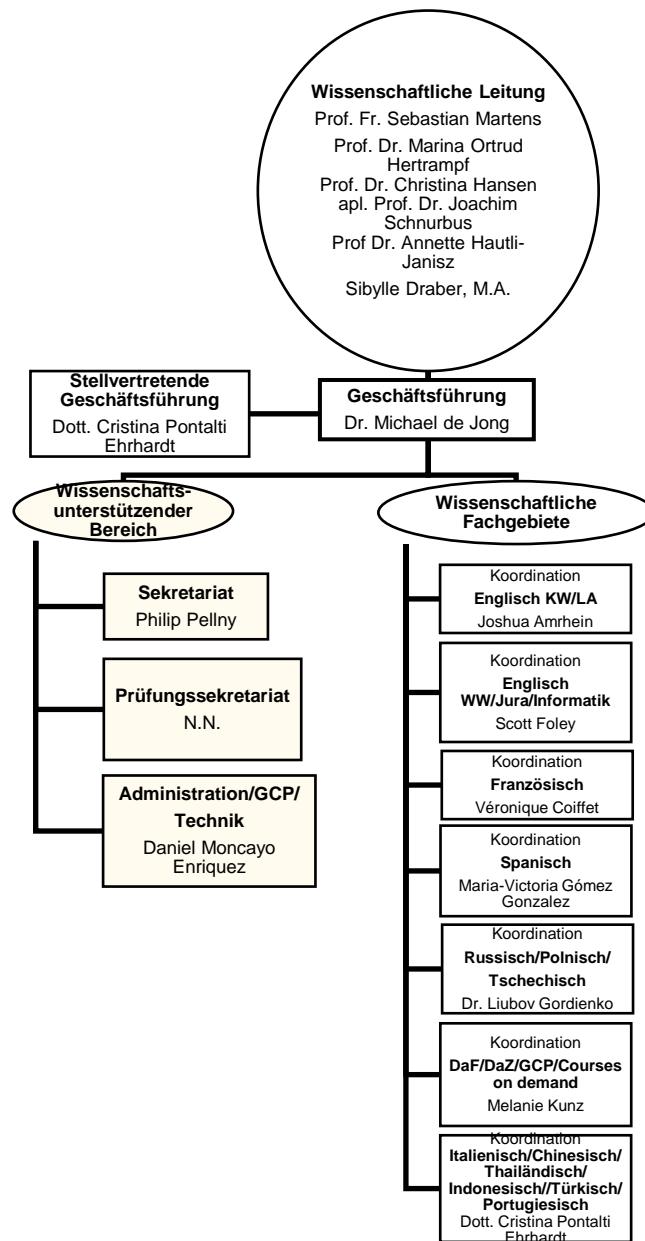 Wissenschaftliche Leitung
Prof. Fr. Sebastian Martens
Prof. Dr. Marina Ortrud
Hertrampf
Prof. Dr. Christina Hansen
apl. Prof. Dr. Joachim
Schnurbus
Prof Dr. Annette Hautli-
Janisz
Sibylle Draber, M.A.
Stellvertretende
Geschäftsführung
Dott. Cristina Pontalti
Ehrhardt
Geschäftsführung
Dr. Michael de Jong
Wissenschafts-
unterstützender
Bereich
Sekretariat
Philip Pellny
Prüfungssekretariat
N.N.
Administration/GCP/
Technik
Daniel Moncayo
Enriquez
Wissenschaftliche
Fachgebiete
Koordination
Englisch KW/LA
Joshua Amrhein
Koordination
Englisch
WW/Jura/Informatik
Scott Foley
Koordination
Französisch
Véronique Coiffet
Koordination
Spanisch
Maria-Victoria Gómez
Gonzalez
Koordination
Russisch/Polnisch/
Tschechisch
Dr. Liubov Gordienko
Koordination
DaF/DaZ/GCP/Courses
on demand
Melanie Kunz
Koordination
Italienisch/Chinesisch/
Thailändisch/
Indonesisch//Türkisch/
Portugiesisch
Dott. Cristina Pontalti
Ehrhardt